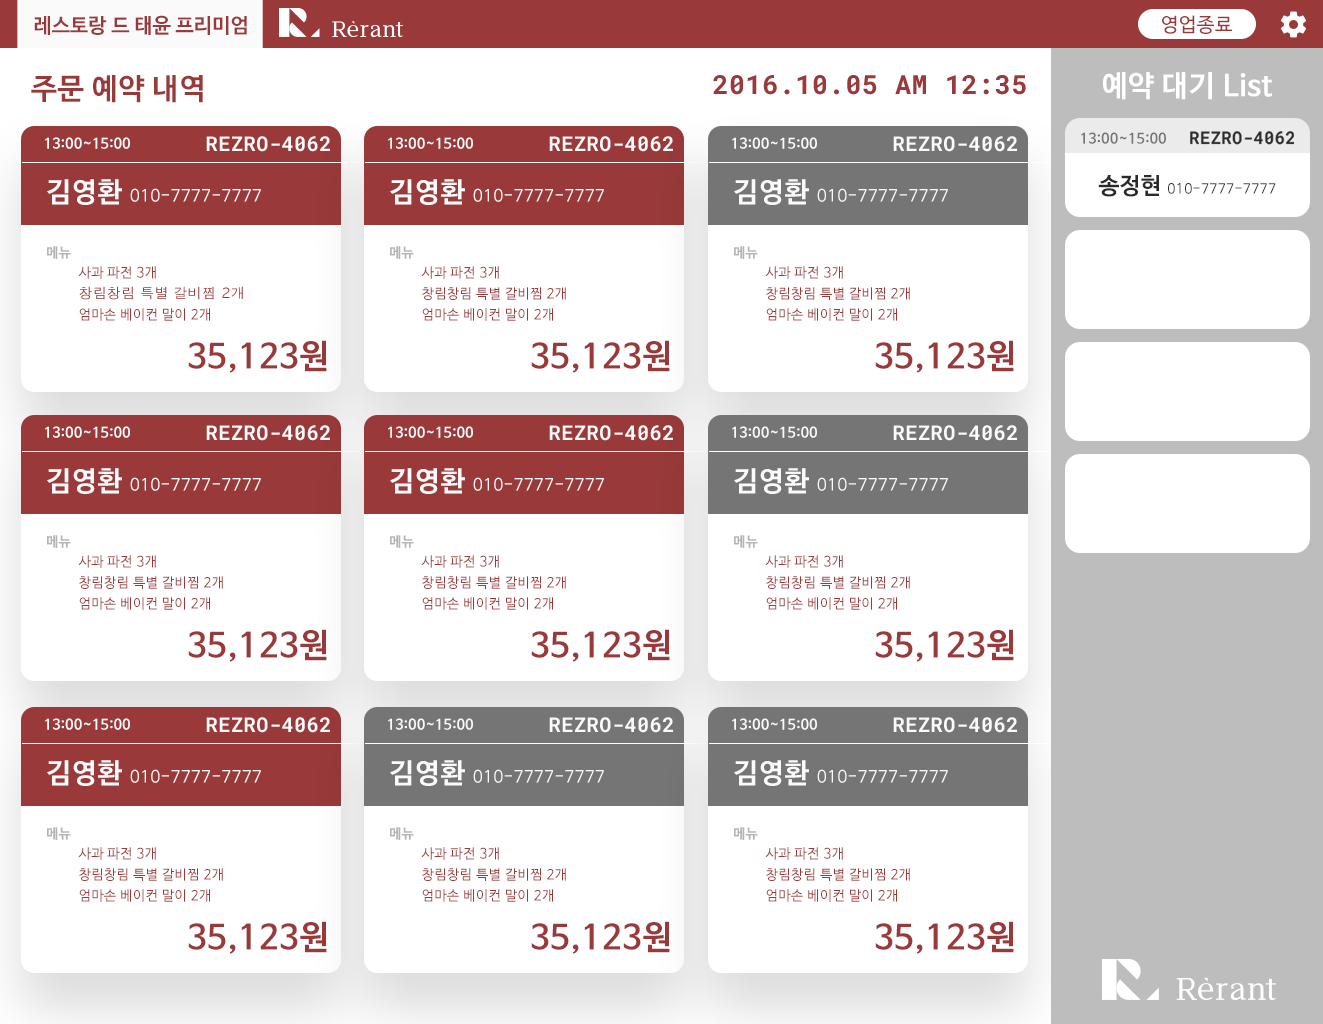 레스토랑 드 태윤 프리미엄
Rèrant
영업종료
주문 예약 내역
2016.10.05 AM 12:35
13:00~15:00 REZRO-4062
김영환 010-7777-7777
메뉴
사과 파전 3개
창림창림 특별 갈비찜 2개
엄마손 베이컨 말이 2개
35,123원
13:00~15:00 REZRO-4062
김영환 010-7777-7777
메뉴
사과 파전 3개
창림창림 특별 갈비찜 2개
엄마손 베이컨 말이 2개
35,123원
13:00~15:00 REZRO-4062
김영환 010-7777-7777
메뉴
사과 파전 3개
창림창림 특별 갈비찜 2개
엄마손 베이컨 말이 2개
35,123원
13:00~15:00 REZRO-4062
김영환 010-7777-7777
메뉴
사과 파전 3개
창림창림 특별 갈비찜 2개
엄마손 베이컨 말이 2개
35,123원
13:00~15:00 REZRO-4062
김영환 010-7777-7777
메뉴
사과 파전 3개
창림창림 특별 갈비찜 2개
엄마손 베이컨 말이 2개
35,123원
13:00~15:00 REZRO-4062
김영환 010-7777-7777
메뉴
사과 파전 3개
창림창림 특별 갈비찜 2개
엄마손 베이컨 말이 2개
35,123원
13:00~15:00 REZRO-4062
김영환 010-7777-7777
메뉴
사과 파전 3개
창림창림 특별 갈비찜 2개
엄마손 베이컨 말이 2개
35,123원
13:00~15:00 REZRO-4062
김영환 010-7777-7777
메뉴
사과 파전 3개
창림창림 특별 갈비찜 2개
엄마손 베이컨 말이 2개
35,123원
13:00~15:00 REZRO-4062
김영환 010-7777-7777
메뉴
사과 파전 3개
창림창림 특별 갈비찜 2개
엄마손 베이컨 말이 2개
35,123원
예약 대기 List
13:00~15:00 REZRO-4062
송정현 010-7777-7777
Rèrant